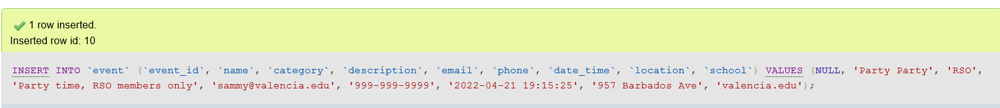 1 row inserted.
Inserted row id: 10
INSERT INTO `event` (`event_id`, `name`, `category`, `description`, `email`, `phone`, `date_time`, `location`, `school`) VALUES (NULL, 'Party Party', 'RSO',
'Party time, RSO members only', 'sammy@valencia.edu', '999-999-9999', '2022-04-21 19:15:25', '957 Barbados Ave', 'valencia.edu');